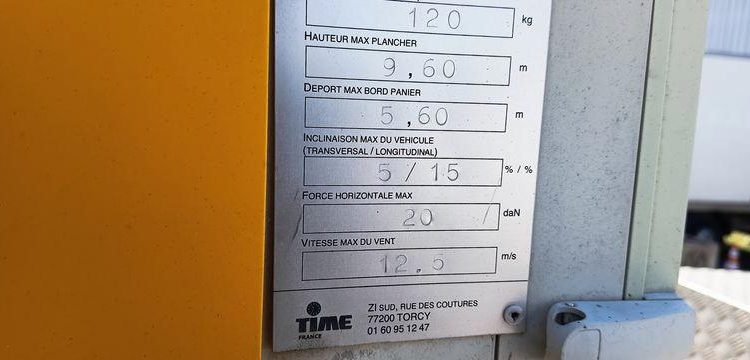 120 kg
HAUTEUR MAX PLANCHER
9,60 m
DEPORT MAX BORD PANIER
5,60 m
INCLINAISON MAX DU VEHICULE
(TRANSVERSAL / LONGITUDINAL)
5 / 15 % / %
FORCE HORIZONTALE MAX
20 daN
VITESSE MAX DU VENT
12.5 m/s
TIME
FRANCE
ZI SUD, RUE DES COUTURES
77200 TORCY
01 60 95 12 47